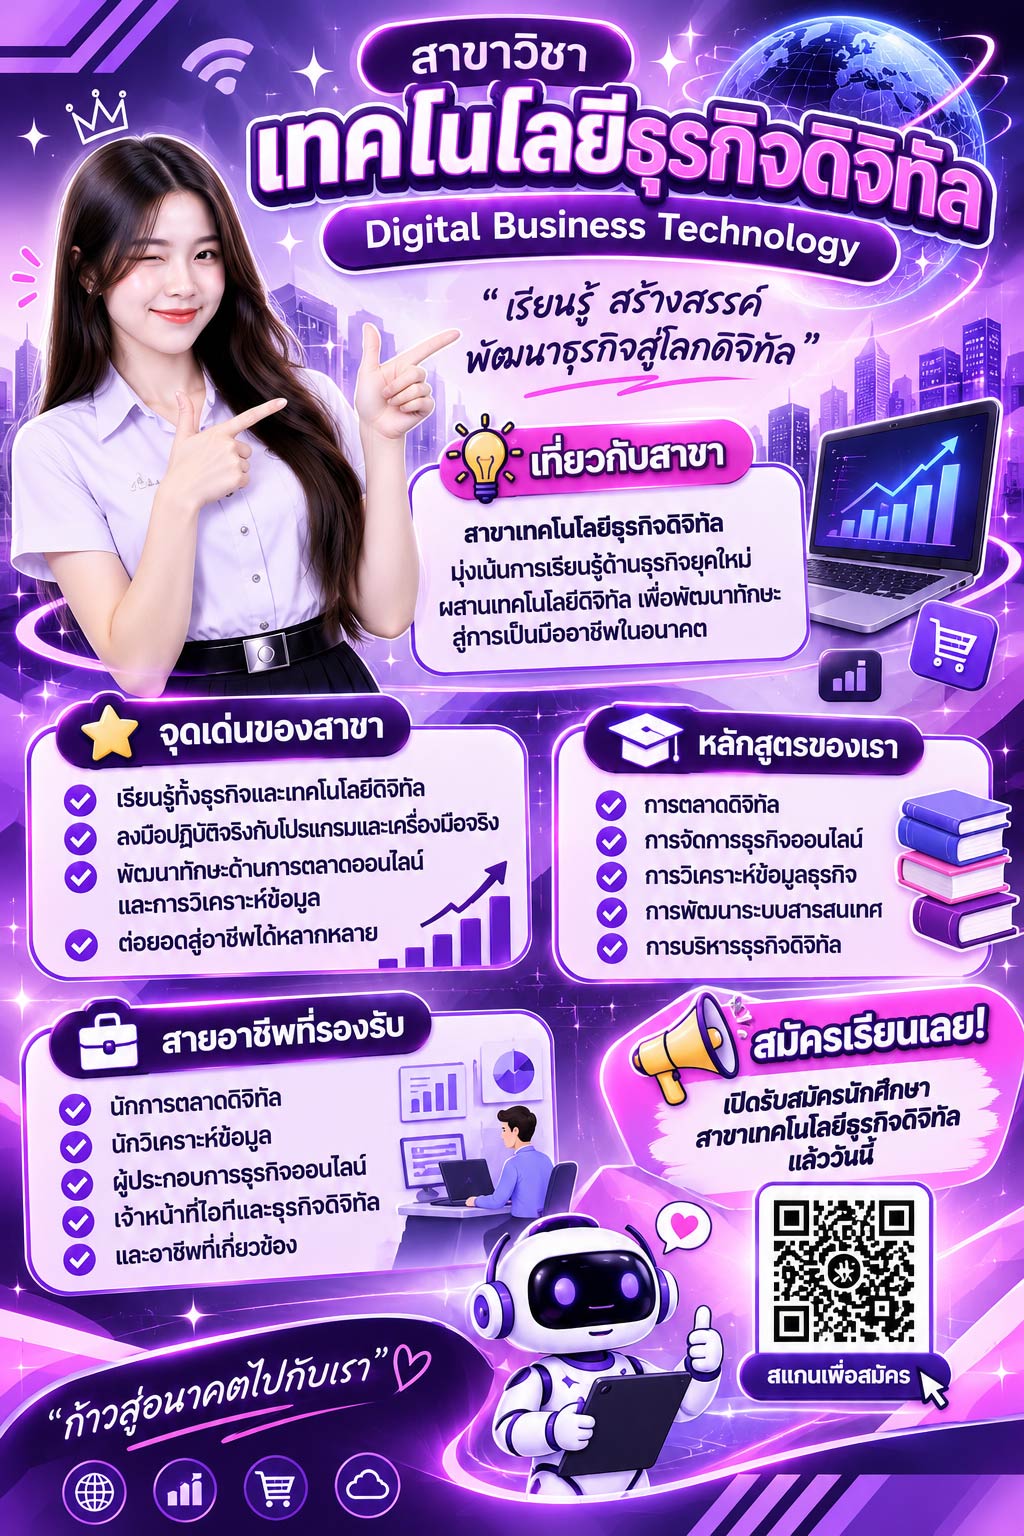 สาขาวิชา
เทคโนโลยีธุรกิจดิจิทัล
Digital Business Technology
“เรียนรู้ สร้างสรรค์
พัฒนาธุรกิจสู่โลกดิจิทัล”
เกี่ยวกับสาขา
สาขาเทคโนโลยีธุรกิจดิจิทัล
มุ่งเน้นการเรียนรู้ด้านธุรกิจยุคใหม่
ผสานเทคโนโลยีดิจิทัล เพื่อพัฒนาทักษะ
สู่การเป็นมืออาชีพในอนาคต
จุดเด่นของสาขา
เรียนรู้ทั้งธุรกิจและเทคโนโลยีดิจิทัล
ลงมือปฏิบัติจริงกับโปรแกรมและเครื่องมือจริง
พัฒนาทักษะด้านการตลาดออนไลน์
และการวิเคราะห์ข้อมูล
ต่อยอดสู่อาชีพได้หลากหลาย
หลักสูตรของเรา
การตลาดดิจิทัล
การจัดการธุรกิจออนไลน์
การวิเคราะห์ข้อมูลธุรกิจ
การพัฒนาระบบสารสนเทศ
การบริหารธุรกิจดิจิทัล
สายอาชีพที่รองรับ
นักการตลาดดิจิทัล
นักวิเคราะห์ข้อมูล
ผู้ประกอบการธุรกิจออนไลน์
เจ้าหน้าที่ไอทีและธุรกิจดิจิทัล
และอาชีพที่เกี่ยวข้อง
สมัครเรียนเลย!
เปิดรับสมัครนักศึกษา
สาขาเทคโนโลยีธุรกิจดิจิทัล
แล้ววันนี้
สแกนเพื่อสมัคร
“ก้าวสู่อนาคตไปกับเรา”